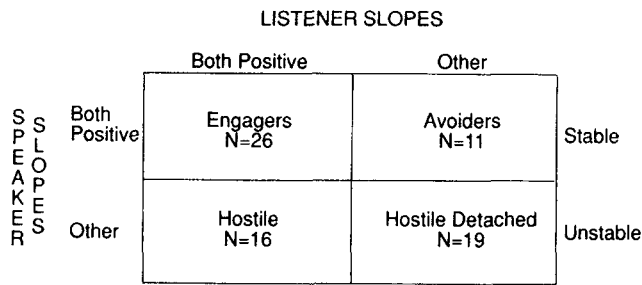 LISTENER SLOPES
Both Positive Other
SPEAKER SLOPES
Both Positive
Engagers
N=26
Avoiders
N=11
Stable
Other
Hostile
N=16
Hostile Detached
N=19
Unstable